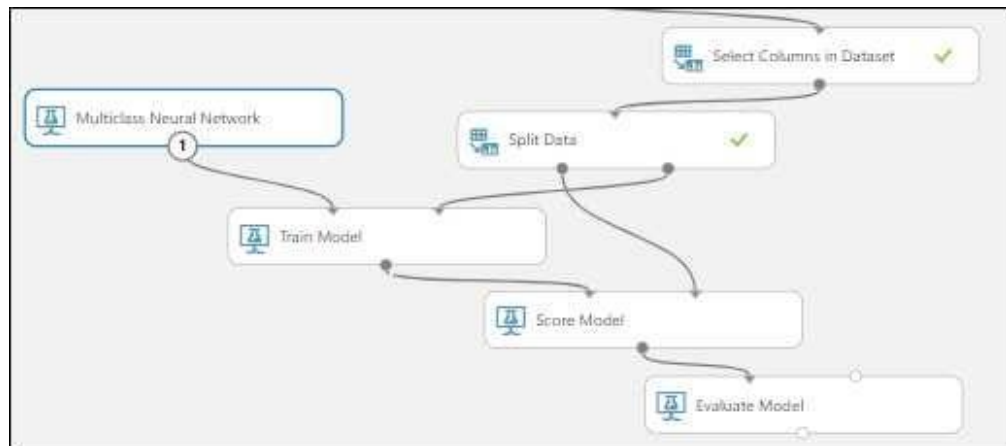 Select Columns in Dataset
Multiclass Neural Network
1
Split Data
Train Model
Score Model
Evaluate Model